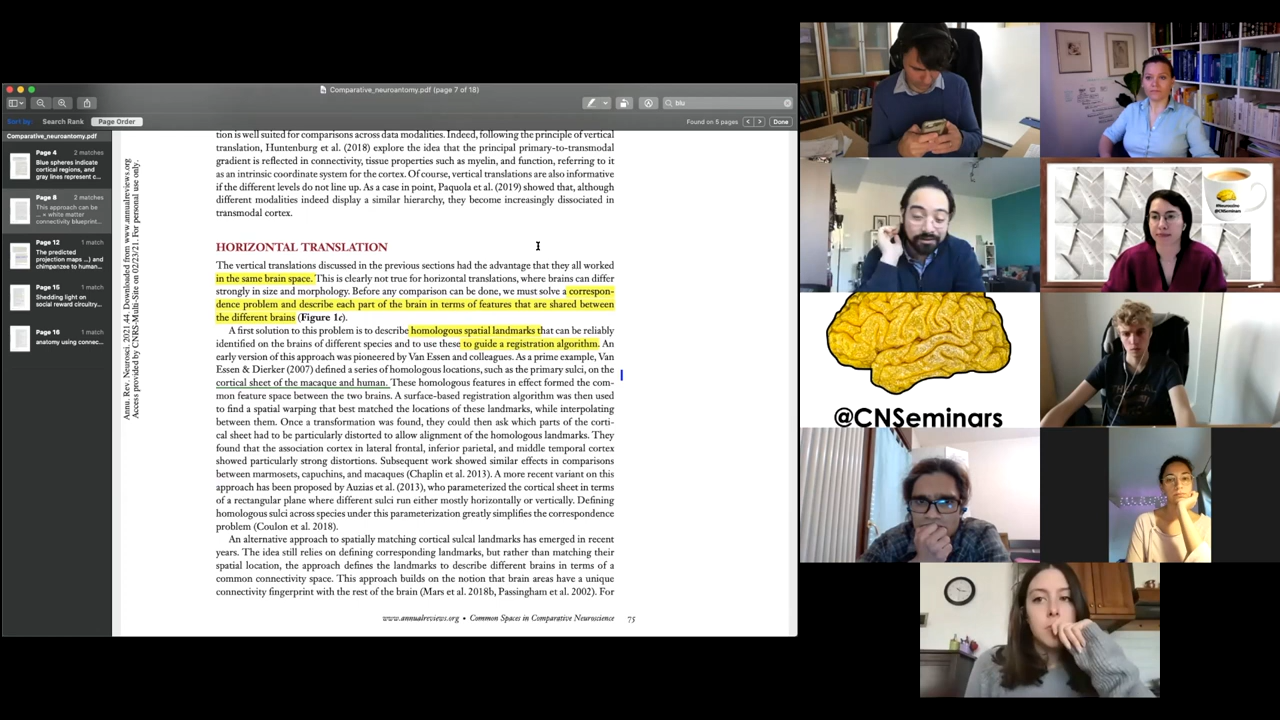 Comparative_neuroantomy.pdf (page 7 of 18)
blu
Sort by: Search Rank Page Order
Found on 5 pages
Done
Comparative_neuroantomy.pdf
Page 4 2 matches
Blue spheres indicate
cortical regions, and
gray lines represent c...
Page 8 2 matches
This approach can be
... = white matter
connectivity blueprint...
Page 12 1 match
The predicted
projection maps ...) and
chimpanzee to human...
Page 15 1 match
Shedding light on
social reward circuitry...
Page 16 1 match
anatomy using connec...
Annu. Rev. Neurosci. 2021.44. Downloaded from www.annualreviews.org
Access provided by CNRS-Multi-Site on 02/23/21. For personal use only.
tion is well suited for comparisons across data modalities. Indeed, following the principle of vertical
translation, Huntenburg et al. (2018) explore the idea that the principal primary-to-transmodal
gradient is reflected in connectivity, tissue properties such as myelin, and function, referring to it
as an intrinsic coordinate system for the cortex. Of course, vertical translations are also informative
if the different levels do not line up. As a case in point, Paquola et al. (2019) showed that, although
different modalities indeed display a similar hierarchy, they become increasingly dissociated in
transmodal cortex.
HORIZONTAL TRANSLATION
The vertical translations discussed in the previous sections had the advantage that they all worked
in the same brain space. This is clearly not true for horizontal translations, where brains can differ
strongly in size and morphology. Before any comparison can be done, we must solve a correspon-
dence problem and describe each part of the brain in terms of features that are shared between
the different brains (Figure 1c).
A first solution to this problem is to describe homologous spatial landmarks that can be reliably
identified on the brains of different species and to use these to guide a registration algorithm. An
early version of this approach was pioneered by Van Essen and colleagues. As a prime example, Van
Essen & Dierker (2007) defined a series of homologous locations, such as the primary sulci, on the
cortical sheet of the macaque and human. These homologous features in effect formed the com-
mon feature space between the two brains. A surface-based registration algorithm was then used
to find a spatial warping that best matched the locations of these landmarks, while interpolating
between them. Once a transformation was found, they could then ask which parts of the corti-
cal sheet had to be particularly distorted to allow alignment of the homologous landmarks. They
found that the association cortex in lateral frontal, inferior parietal, and middle temporal cortex
showed particularly strong distortions. Subsequent work showed similar effects in comparisons
between marmosets, capuchins, and macaques (Chaplin et al. 2013). A more recent variant on this
approach has been proposed by Auzias et al. (2013), who parameterized the cortical sheet in terms
of a rectangular plane where different sulci run either mostly horizontally or vertically. Defining
homologous sulci across species under this parameterization greatly simplifies the correspondence
problem (Coulon et al. 2018).
An alternative approach to spatially matching cortical sulcal landmarks has emerged in recent
years. The idea still relies on defining corresponding landmarks, but rather than matching their
spatial location, the approach defines the landmarks to describe different brains in terms of a
common connectivity space. This approach builds on the notion that brain areas have a unique
connectivity fingerprint with the rest of the brain (Mars et al. 2018b, Passingham et al. 2002). For
www.annualreviews.org • Common Spaces in Comparative Neuroscience 75
@CNSeminars
@CNSeminars